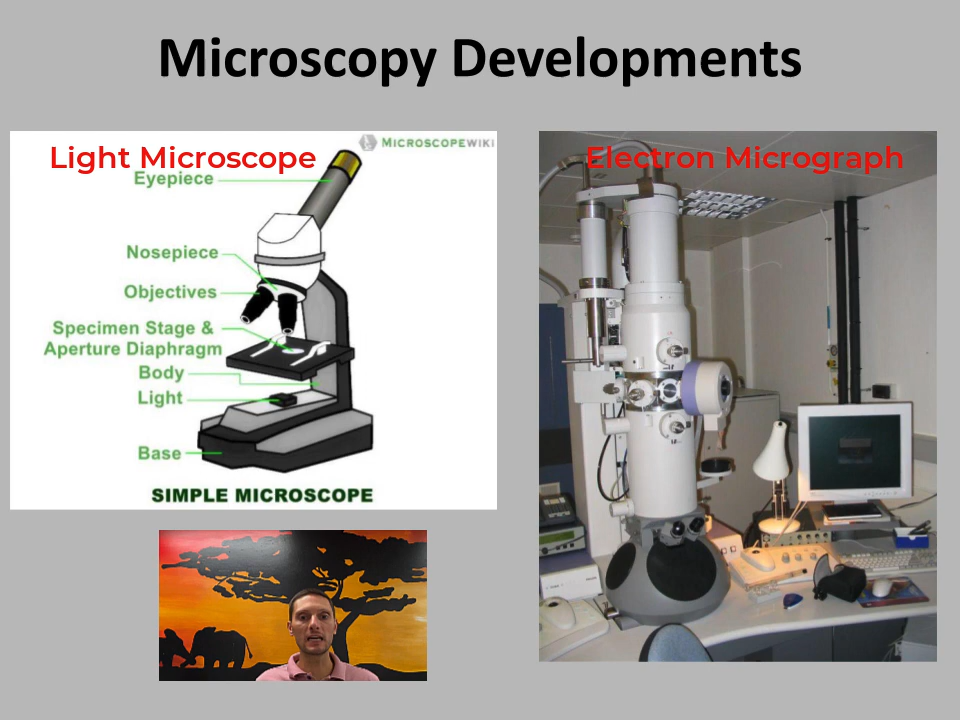 Microscopy Developments
MICROSCOPEWIKI
Light Microscope
Eyepiece
Nosepiece
Objectives
Specimen Stage &
Aperture Diaphragm
Body
Light
Base
SIMPLE MICROSCOPE
Electron Micrograph